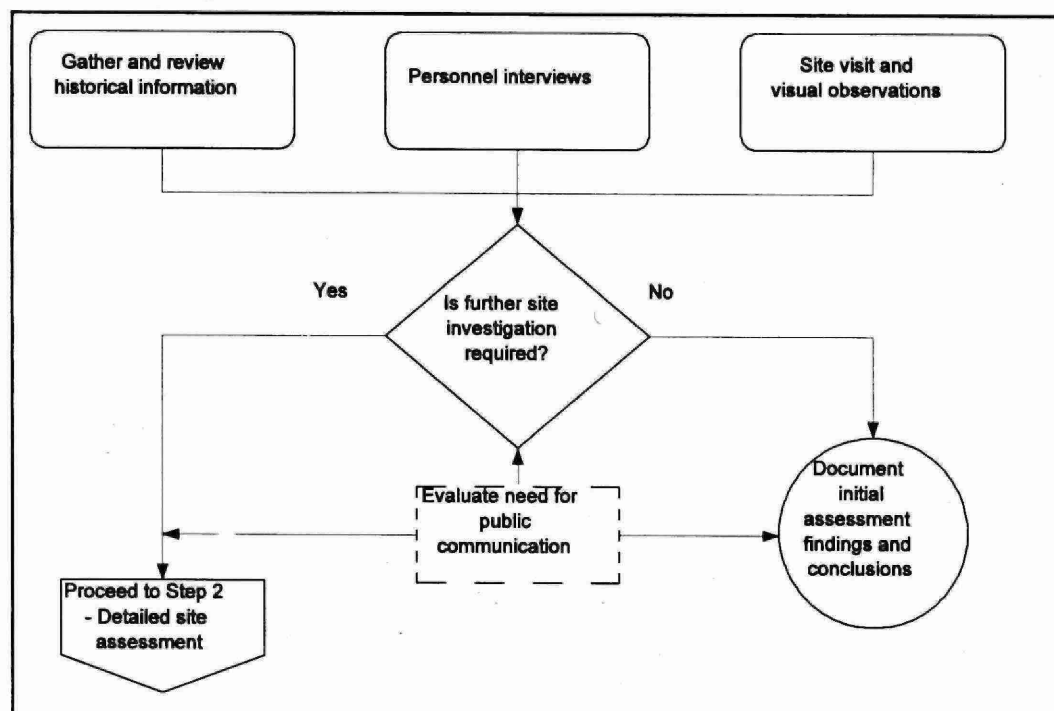 Gather and review
historical information
Personnel interviews
Site visit and
visual observations
Yes
No
Is further site
investigation
required?
Evaluate need for
public
communication
Document
initial
assessment
findings and
conclusions
Proceed to Step 2
- Detailed site
assessment